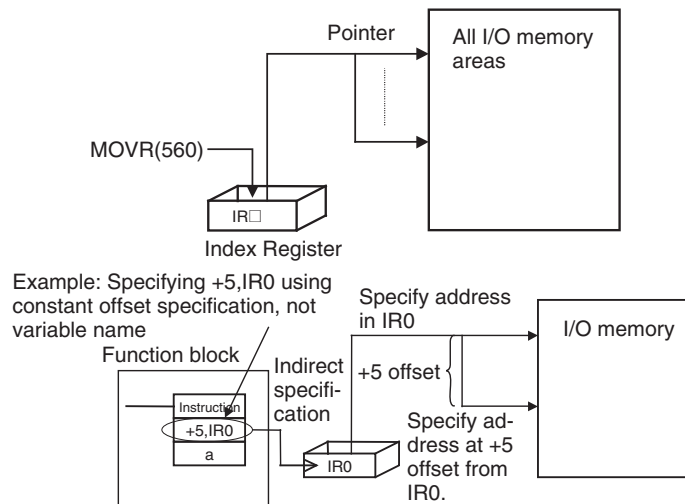 Pointer
All I/O memory
areas
MOVR(560)
IR□
Index Register
Example: Specifying +5,IR0 using
constant offset specification, not
variable name
Function block
Instruction
+5,IR0
a
Indirect
specifi-
cation
IR0
Specify address
in IR0
+5 offset
Specify ad-
dress at +5
offset from
IR0.
I/O memory